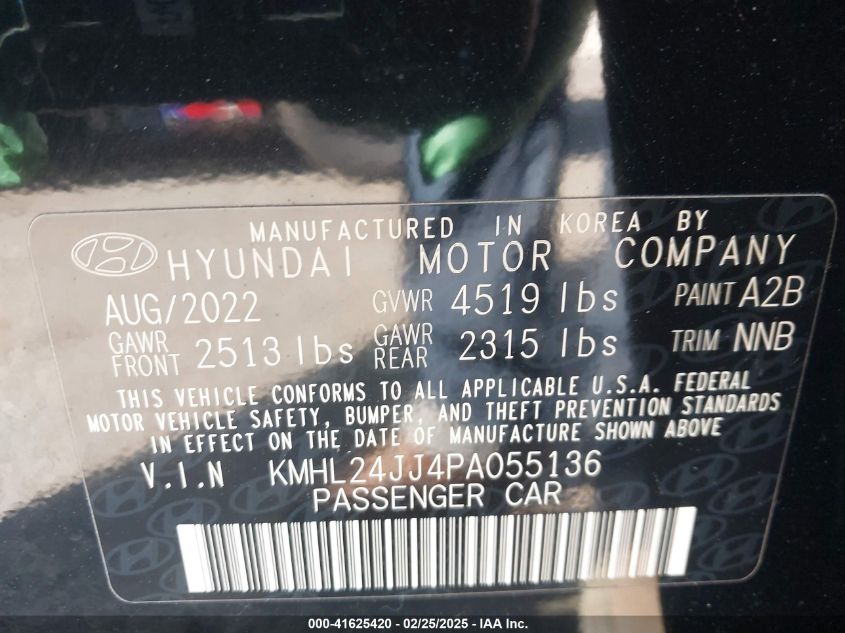 MANUFACTURED IN KOREA BY
HYUNDAI MOTOR COMPANY
AUG/2022 GVWR 4519 lbs PAINT A2B
GAWR FRONT 2513 lbs GAWR REAR 2315 lbs TRIM NNB
THIS VEHICLE CONFORMS TO ALL APPLICABLE U.S.A. FEDERAL
MOTOR VEHICLE SAFETY, BUMPER, AND THEFT PREVENTION STANDARDS
IN EFFECT ON THE DATE OF MANUFACTURE SHOWN ABOVE
V.I.N KMHL24JJ4PA055136
PASSENGER CAR
000-41625420 - 02/25/2025 - IAA Inc.